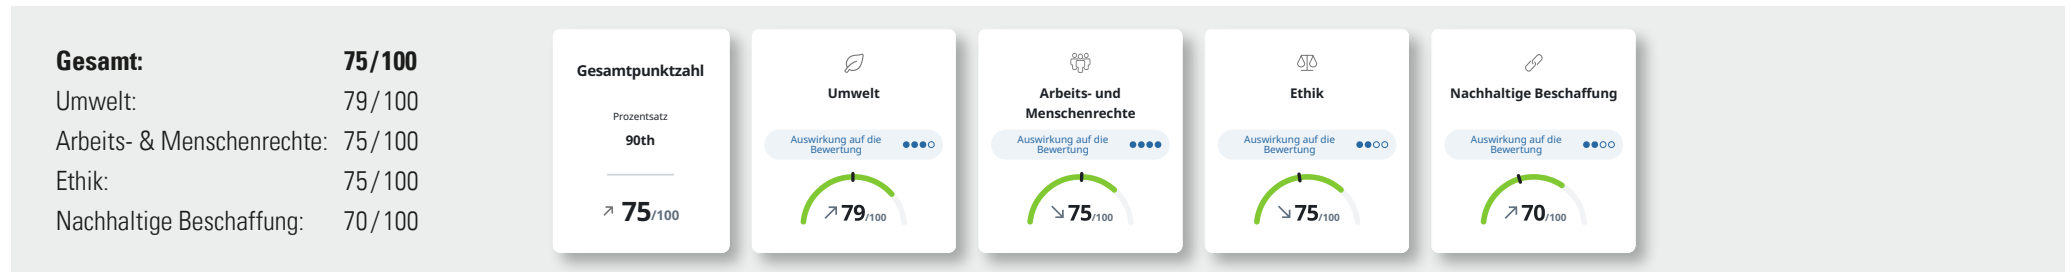 Gesamt: 75/100
Umwelt: 79/100
Arbeits- & Menschenrechte: 75/100
Ethik: 75/100
Nachhaltige Beschaffung: 70/100
Gesamtpunktzahl
Prozentsatz
90th
75/100
Umwelt
Auswirkung auf die
Bewertung
79/100
Arbeits- und
Menschenrechte
Auswirkung auf die
Bewertung
75/100
Ethik
Auswirkung auf die
Bewertung
75/100
Nachhaltige Beschaffung
Auswirkung auf die
Bewertung
70/100